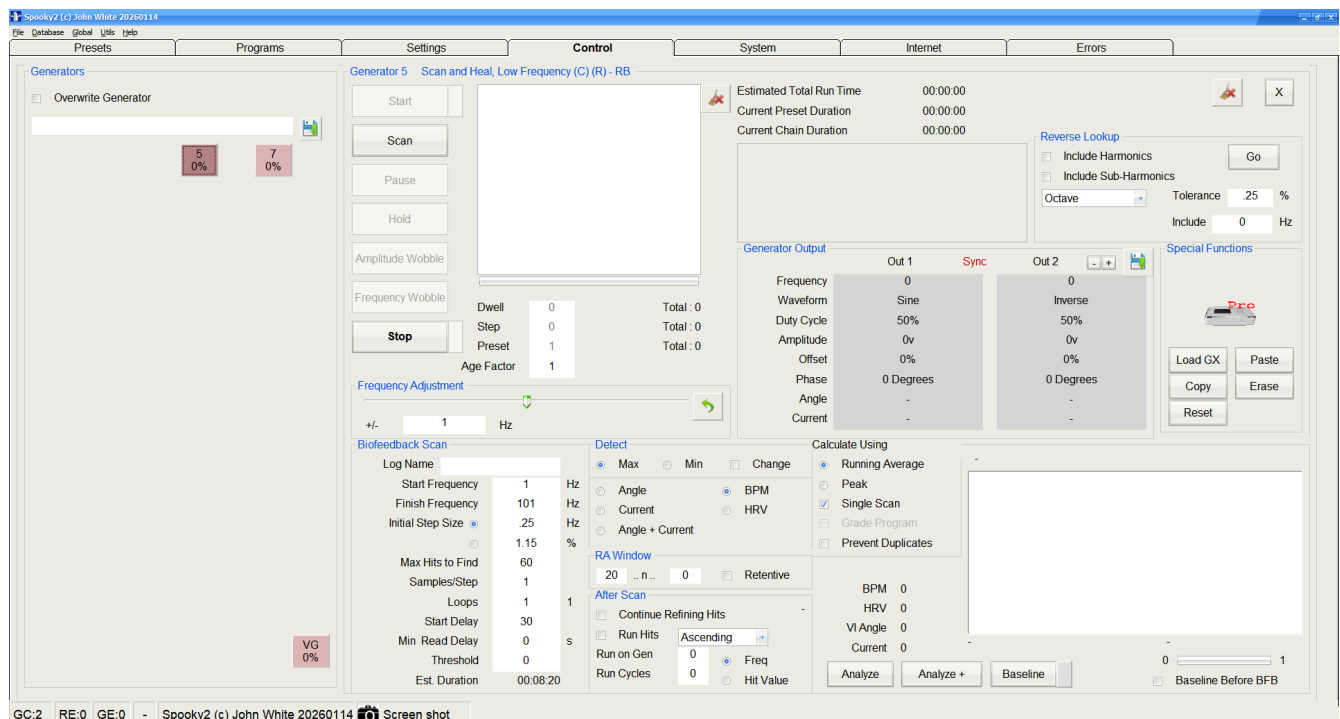 Spooky2 (c) John White 20260114
File Database Global Utils Help
Presets Programs Settings Control System Internet Errors
Generators
Overwrite Generator
5
0%
7
0%
VG
0%
Generator 5 Scan and Heal, Low Frequency (C) (R) - RB
Start
Scan
Pause
Hold
Amplitude Wobble
Frequency Wobble
Stop
Dwell 0 Total : 0
Step 0 Total : 0
Preset 1 Total : 0
Age Factor 1
Estimated Total Run Time 00:00:00
Current Preset Duration 00:00:00
Current Chain Duration 00:00:00
X
Reverse Lookup
Include Harmonics Go
Include Sub-Harmonics
Octave Tolerance .25 %
Include 0 Hz
Frequency Adjustment
+/- 1 Hz
Generator Output
Out 1 Sync Out 2 - +
Frequency 0 0
Waveform Sine Inverse
Duty Cycle 50% 50%
Amplitude 0v 0v
Offset 0% 0%
Phase 0 Degrees 0 Degrees
Angle - -
Current - -
Special Functions
Pro
Load GX Paste
Copy Erase
Reset
Biofeedback Scan
Log Name
Start Frequency 1 Hz
Finish Frequency 101 Hz
Initial Step Size .25 Hz
1.15 %
Max Hits to Find 60
Samples/Step 1
Loops 1 1
Start Delay 30
Min Read Delay 0 s
Threshold 0
Est. Duration 00:08:20
Detect
Max Min Change
Angle BPM
Current HRV
Angle + Current
RA Window
20 .. n .. 0 Retentive
After Scan
Continue Refining Hits -
Run Hits Ascending
Run on Gen 0 Freq
Run Cycles 0 Hit Value
Calculate Using
Running Average
Peak
Single Scan
Grade Program
Prevent Duplicates
-
BPM 0
HRV 0
VI Angle 0
Current 0
- -
0 1
Analyze Analyze + Baseline Baseline Before BFB
GC:2 RE:0 GE:0 - Spooky2 (c) John White 20260114 Screen shot